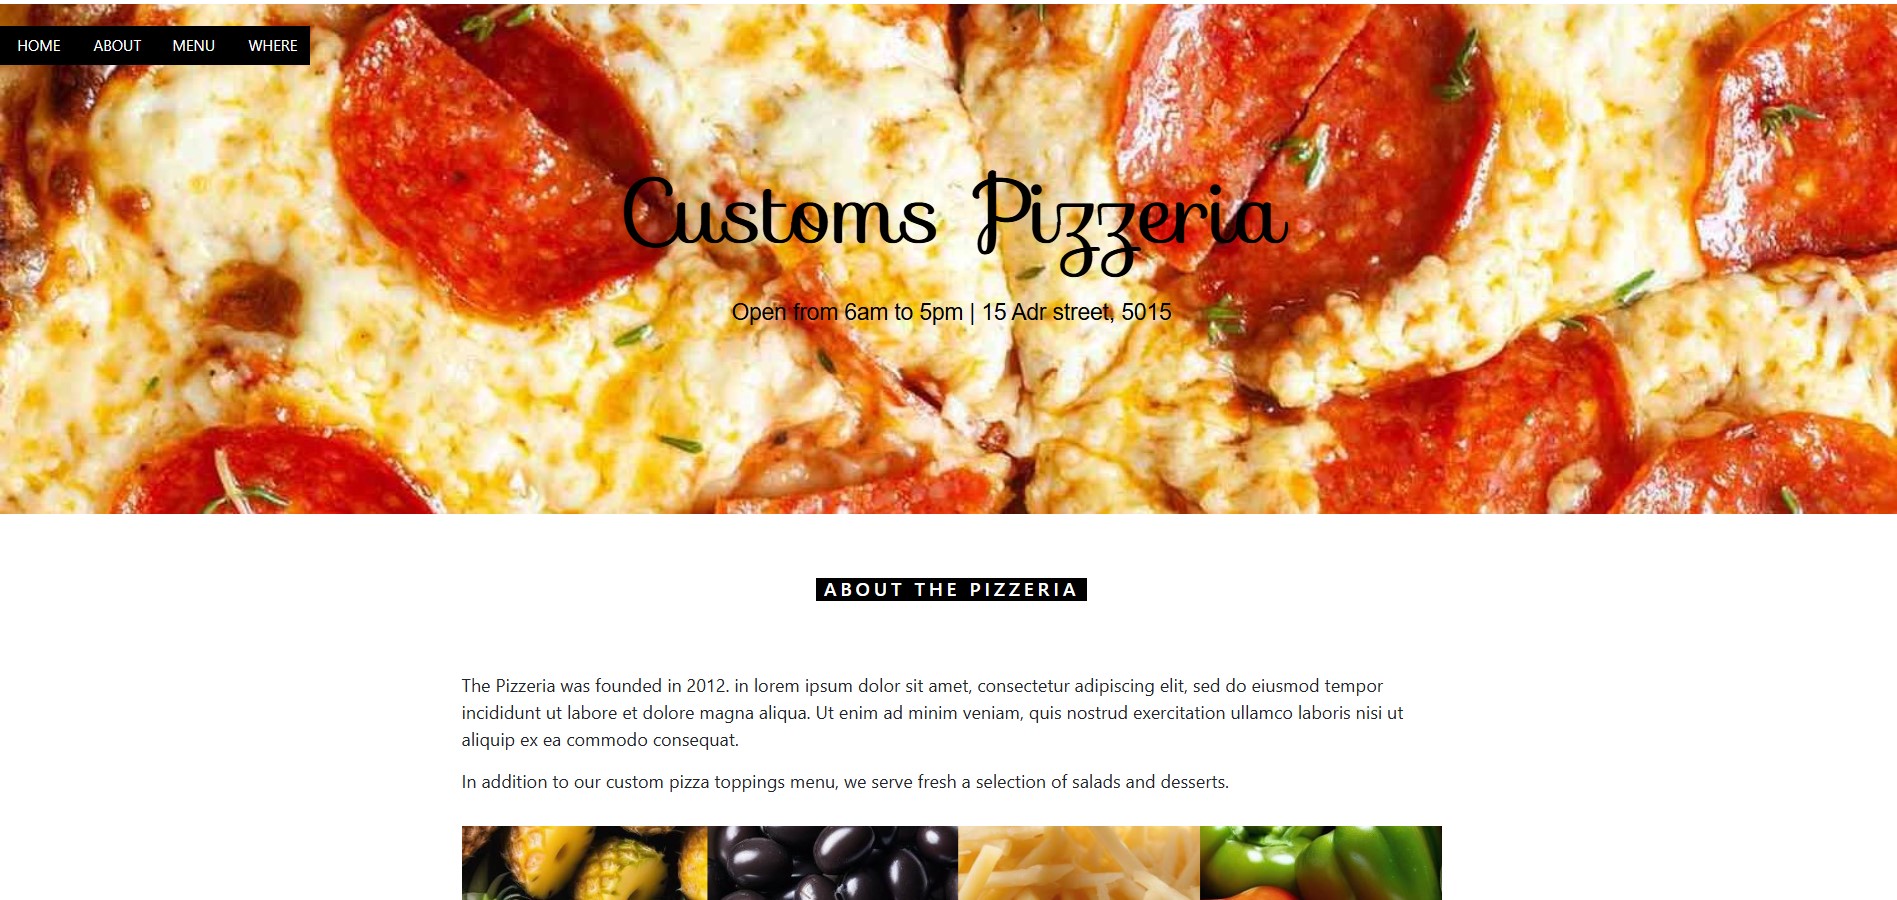 HOME ABOUT MENU WHERE
Customs Pizzeria
Open from 6am to 5pm | 15 Adr street, 5015
ABOUT THE PIZZERIA
The Pizzeria was founded in 2012. in lorem ipsum dolor sit amet, consectetur adipiscing elit, sed do eiusmod tempor
incididunt ut labore et dolore magna aliqua. Ut enim ad minim veniam, quis nostrud exercitation ullamco laboris nisi ut
aliquip ex ea commodo consequat.
In addition to our custom pizza toppings menu, we serve fresh a selection of salads and desserts.